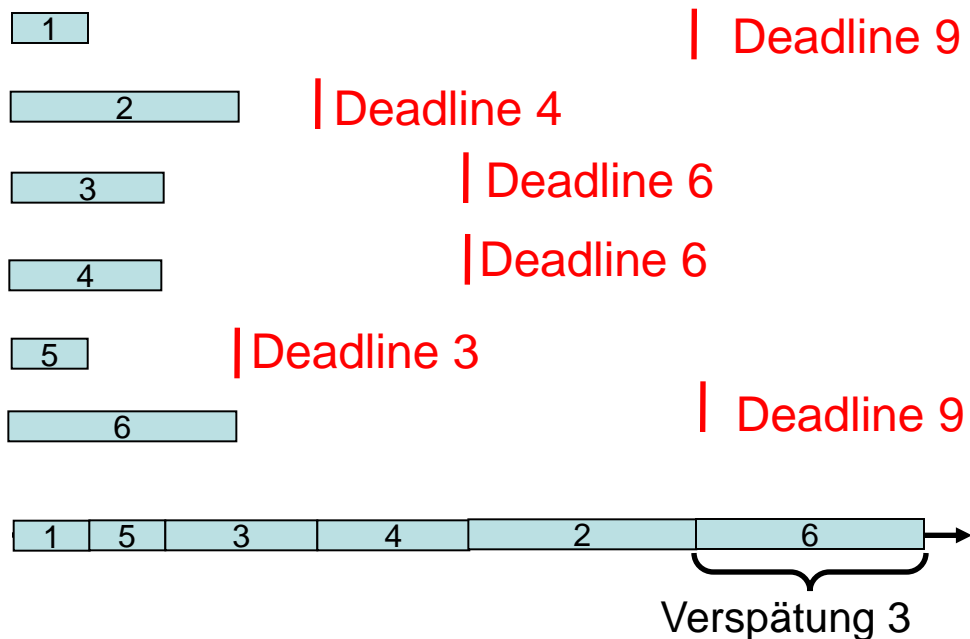 1
Deadline 9
2
Deadline 4
3
Deadline 6
4
Deadline 6
5
Deadline 3
6
Deadline 9
1 5 3 4 2 6
Verspätung 3